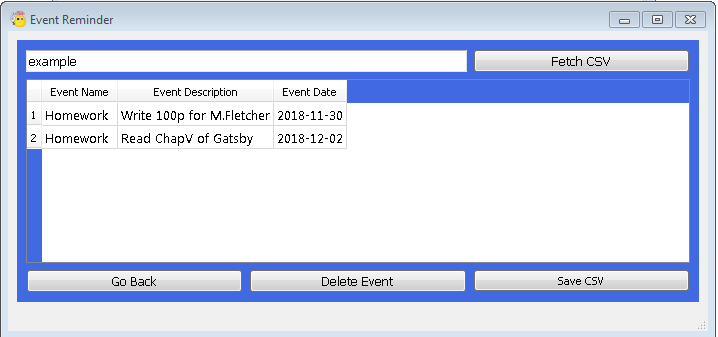 Event Reminder
example Fetch CSV
Event Name Event Description Event Date
1 Homework Write 100p for M.Fletcher 2018-11-30
2 Homework Read ChapV of Gatsby 2018-12-02
Go Back Delete Event Save CSV